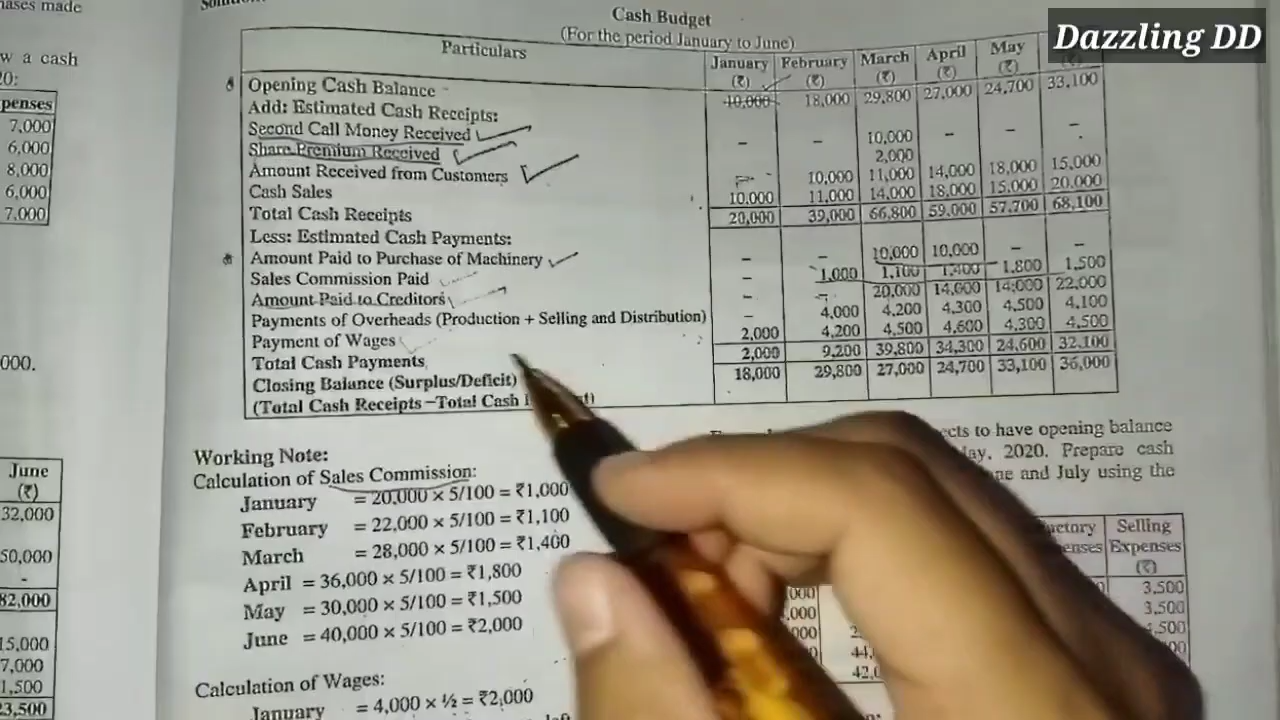 hases made
Dazzling DD
Cash Budget
(For the period January to June)
w a cash
20:
penses
7,000
6,000
8,000
6,000
7,000
000.
June
(₹)
32,000
50,000
-
82,000
15,000
7,000
1,500
23,500
Particulars January February March April May
(₹) (₹) (₹) (₹) (₹)
Opening Cash Balance 10,000 18,000 29,800 27,000 24,700 33,100
Add: Estimated Cash Receipts:
Second Call Money Received - - 10,000 - - -
Share Premium Received 2,000
Amount Received from Customers 10,000 11,000 14,000 18,000 15,000
Cash Sales 10,000 11,000 14,000 18,000 15,000 20,000
Total Cash Receipts 20,000 39,000 66,800 59,000 57,700 68,100
Less: Estimated Cash Payments:
Amount Paid to Purchase of Machinery - - 10,000 10,000 - -
Sales Commission Paid - 1,000 1,100 1,400 1,800 1,500
Amount Paid to Creditors - - 20,000 14,000 14,000 22,000
Payments of Overheads (Production + Selling and Distribution) - 4,000 4,200 4,300 4,500 4,100
Payment of Wages 2,000 4,200 4,500 4,600 4,300 4,500
Total Cash Payments 2,000 9,200 39,800 34,300 24,600 32,100
Closing Balance (Surplus/Deficit) 18,000 29,800 27,000 24,700 33,100 36,000
(Total Cash Receipts –Total Cash
Working Note:
Calculation of Sales Commission:
January = 20,000 × 5/100 = ₹1,000
February = 22,000 × 5/100 = ₹1,100
March = 28,000 × 5/100 = ₹1,400
April = 36,000 × 5/100 = ₹1,800
May = 30,000 × 5/100 = ₹1,500
June = 40,000 × 5/100 = ₹2,000
Calculation of Wages:
January = 4,000 × ½ = ₹2,000
ects to have opening balance
May, 2020. Prepare cash
ne and July using the
actory Selling
enses Expenses
(₹)
3,500
3,500